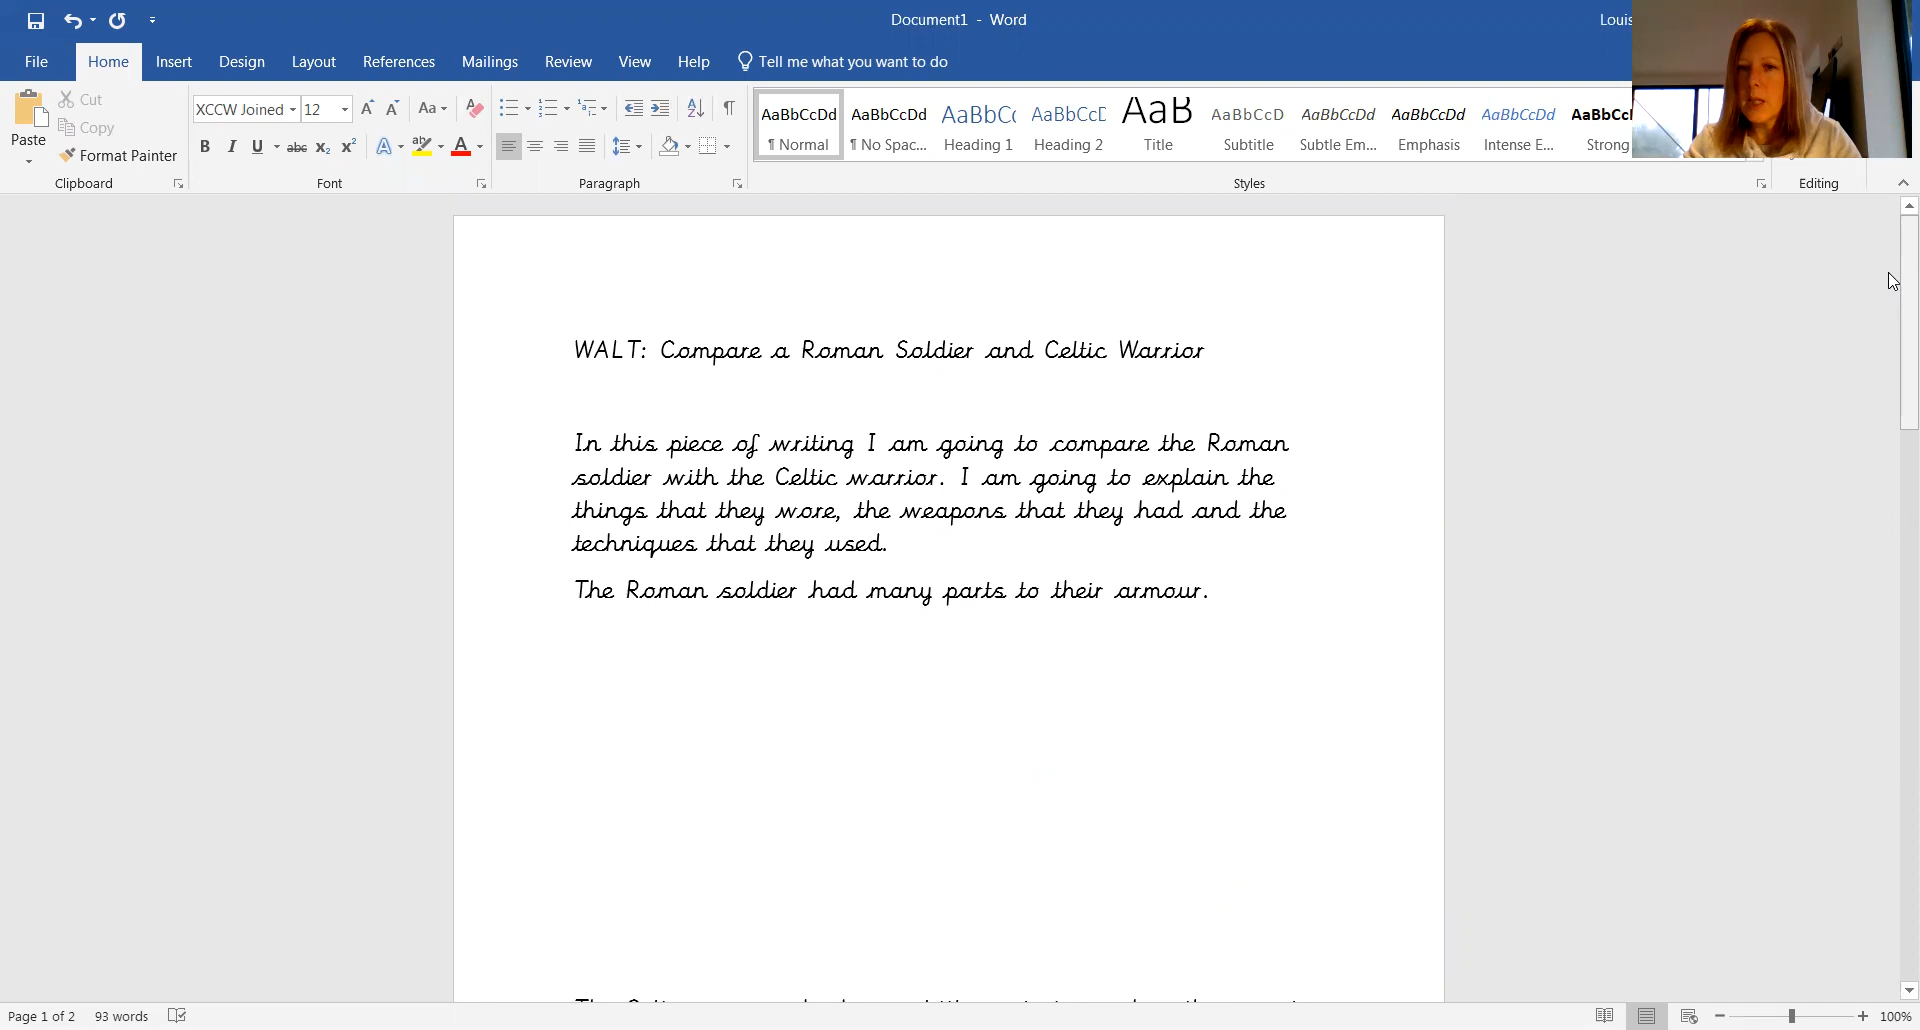 Document1 - Word
Louis
File Home Insert Design Layout References Mailings Review View Help Tell me what you want to do
Paste
Cut
Copy
Format Painter
Clipboard
XCCW Joined 12
Font
Paragraph
AaBbCcDd AaBbCcDd AaBbCc AaBbCcD AaB AaBbCcD AaBbCcDd AaBbCcDd AaBbCcDd AaBbCc
¶ Normal ¶ No Spac... Heading 1 Heading 2 Title Subtitle Subtle Em... Emphasis Intense E... Strong
Styles
Editing
WALT: Compare a Roman Soldier and Celtic Warrior
In this piece of writing I am going to compare the Roman
soldier with the Celtic warrior. I am going to explain the
things that they wore, the weapons that they had and the
techniques that they used.
The Roman soldier had many parts to their armour.
Page 1 of 2 93 words 100%